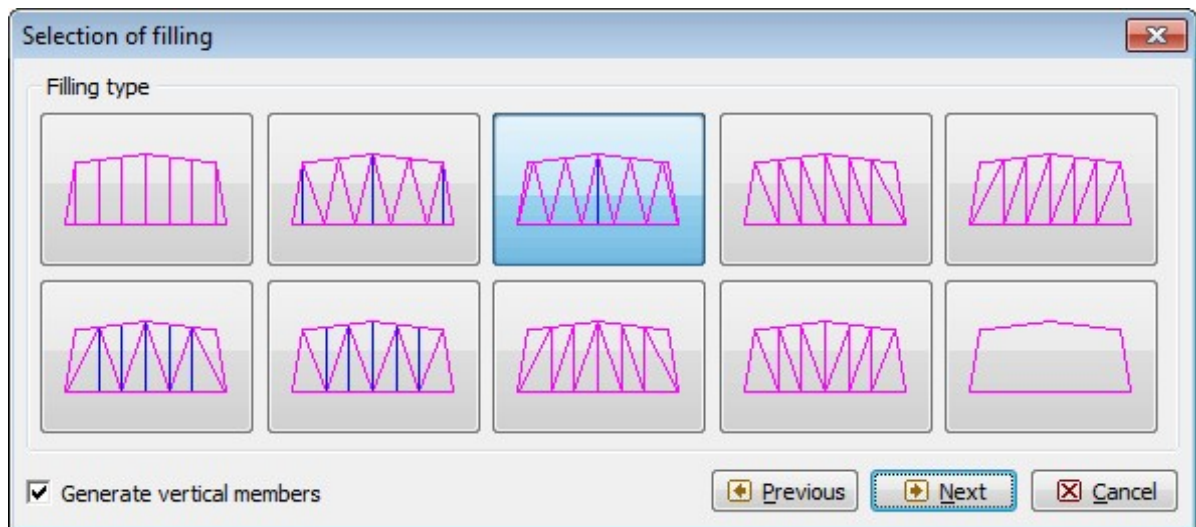 Selection of filling
Filling type
Generate vertical members
Previous
Next
Cancel